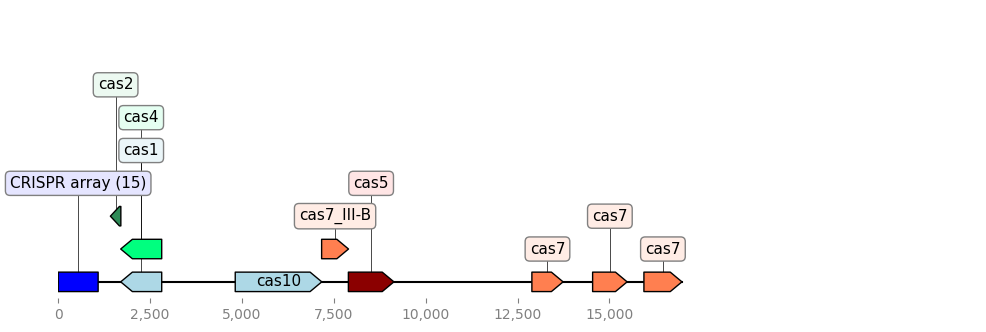 cas2
cas4
cas1
CRISPR array (15)
cas5
cas7_III-B
cas7
cas7
cas7
cas10
0
2,500
5,000
7,500
10,000
12,500
15,000